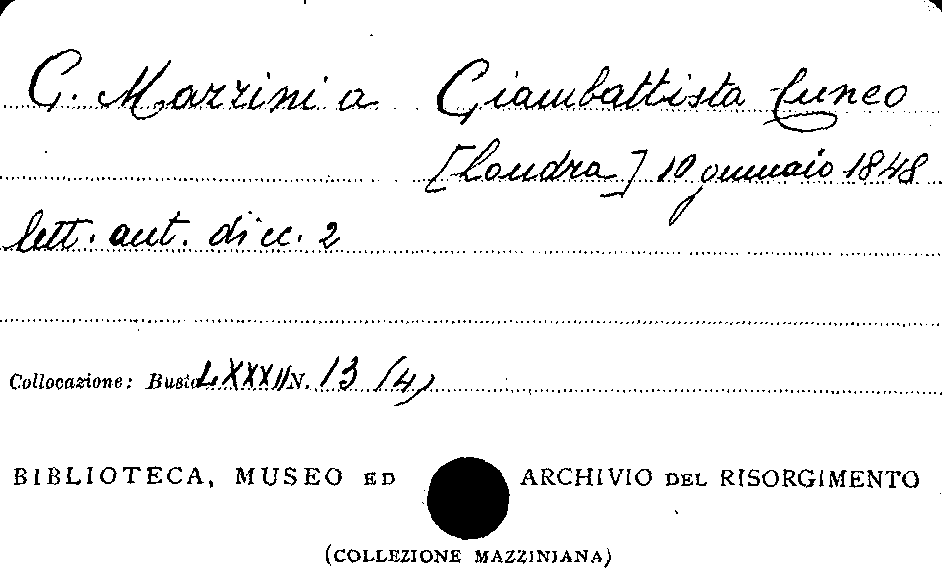 G. Mazzini a Giambattista Cuneo
[Londra] 10 gennaio 1848
lett. aut. di cc. 2
Collocazione: Busta LXXXII N. 13 (4)
BIBLIOTECA, MUSEO ED ARCHIVIO DEL RISORGIMENTO
(COLLEZIONE MAZZINIANA)